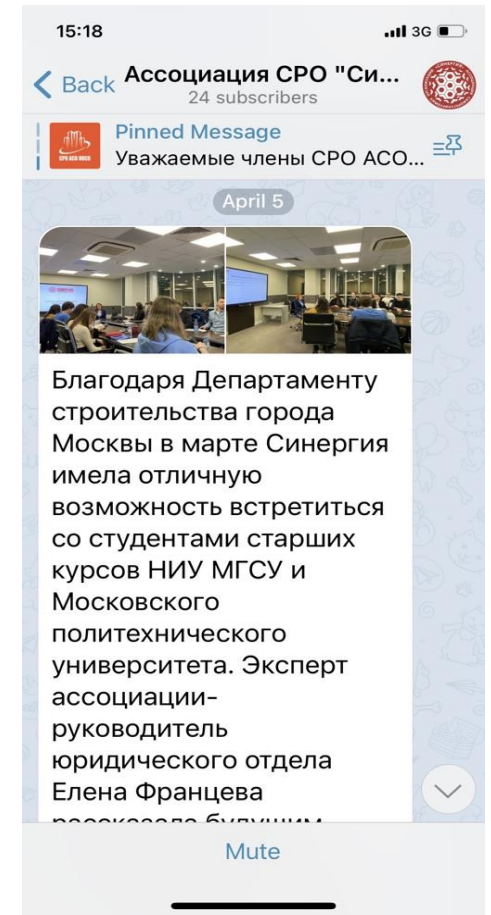 15:18
3G
Back
Ассоциация СРО "Си...
24 subscribers
Pinned Message
Уважаемые члены СРО АСО...
April 5
Благодаря Департаменту
строительства города
Москвы в марте Синергия
имела отличную
возможность встретиться
со студентами старших
курсов НИУ МГСУ и
Московского
политехнического
университета. Эксперт
ассоциации-
руководитель
юридического отдела
Елена Францева
рассказала будущим
Mute